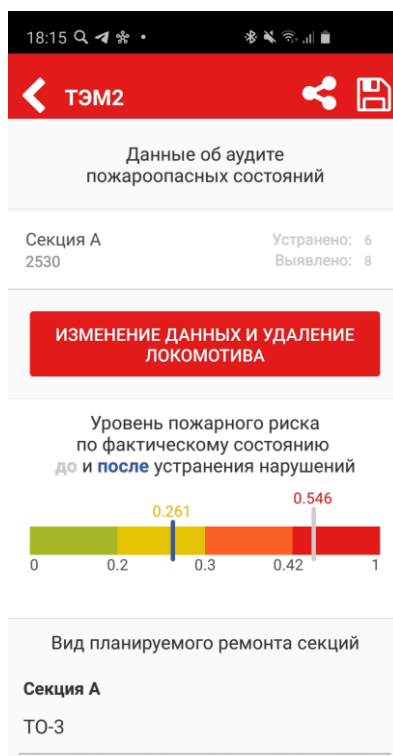 18:15
ТЭМ2
Данные об аудите
пожароопасных состояний
Секция А
Устранено: 6
2530
Выявлено: 8
ИЗМЕНЕНИЕ ДАННЫХ И УДАЛЕНИЕ
ЛОКОМОТИВА
Уровень пожарного риска
по фактическому состоянию
до и после устранения нарушений
0.546
0.261
0 0.2 0.3 0.42 1
Вид планируемого ремонта секций
Секция А
ТО-3